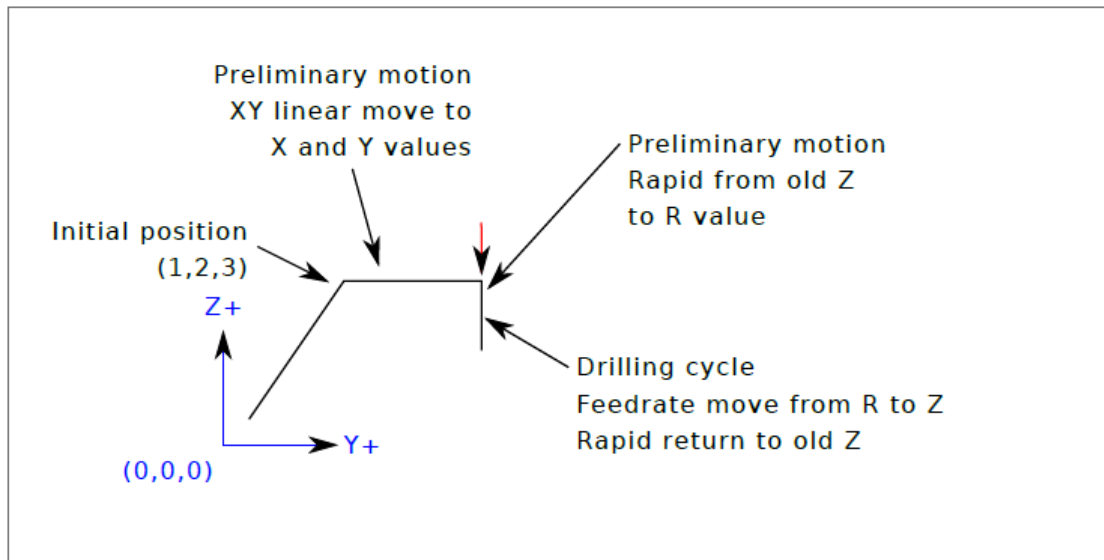 Preliminary motion
XY linear move to
X and Y values
Preliminary motion
Rapid from old Z
to R value
Initial position
(1,2,3)
Z+
Drilling cycle
Feedrate move from R to Z
Rapid return to old Z
Y+
(0,0,0)